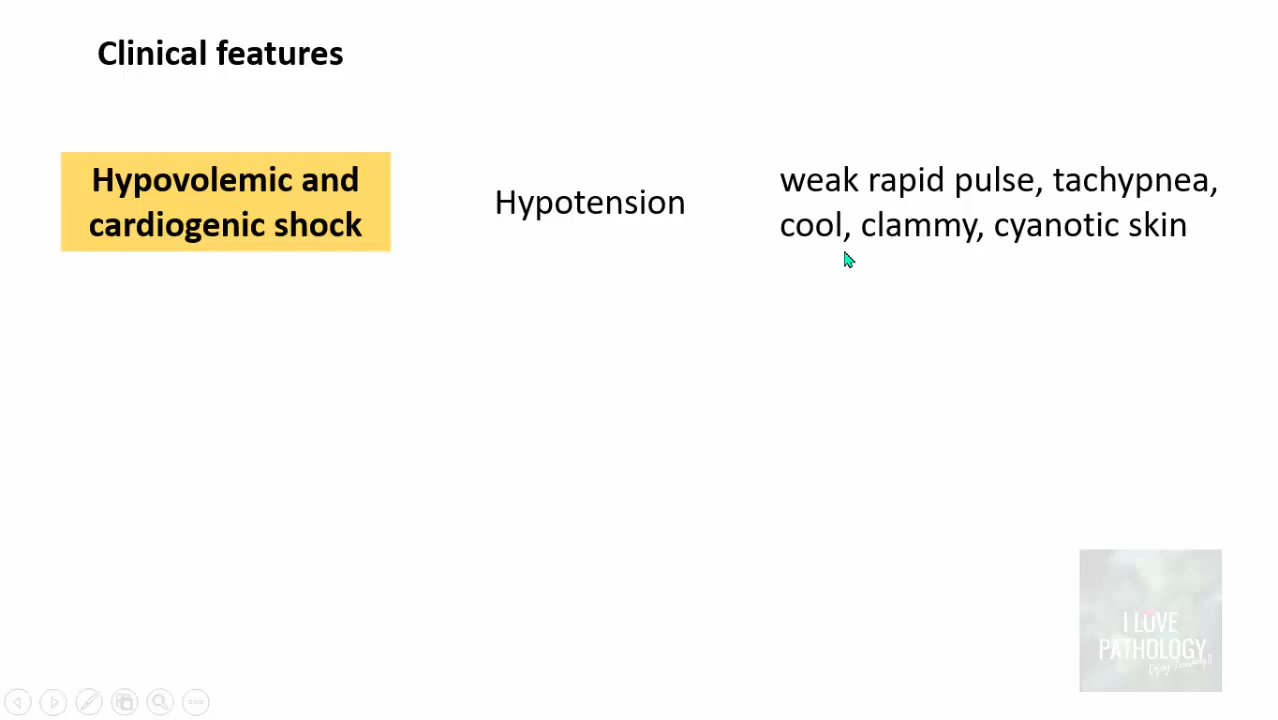 Clinical features
Hypovolemic and
cardiogenic shock
Hypotension
weak rapid pulse, tachypnea,
cool, clammy, cyanotic skin
I LOVE
PATHOLOGY